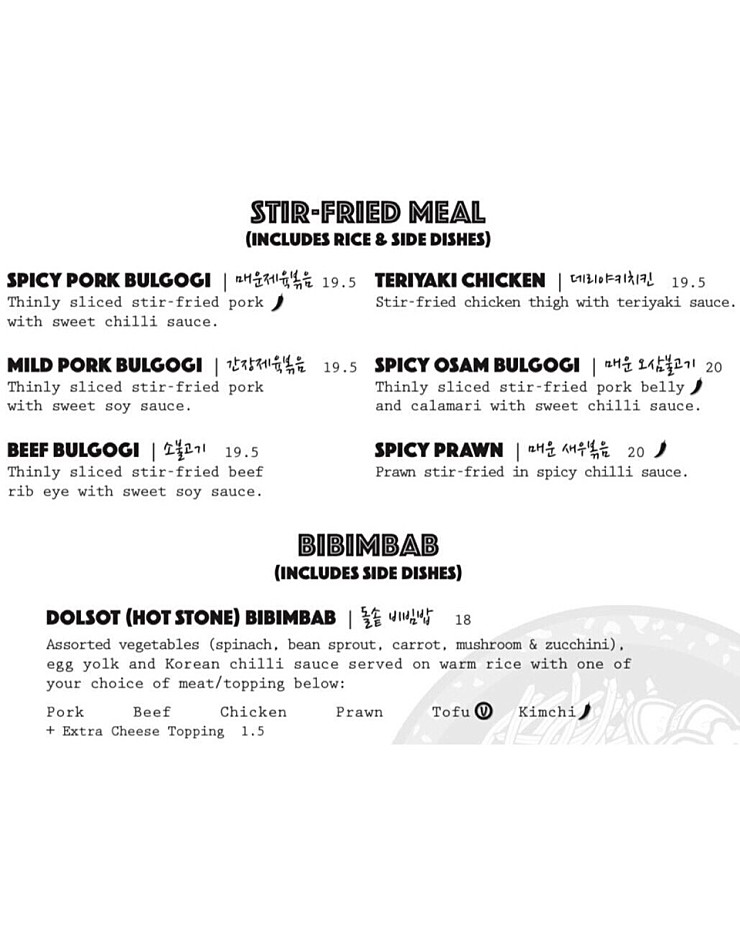 STIR-FRIED MEAL
(INCLUDES RICE & SIDE DISHES)
SPICY PORK BULGOGI | 매운제육볶음 19.5
Thinly sliced stir-fried pork
with sweet chilli sauce.
MILD PORK BULGOGI | 간장제육볶음 19.5
Thinly sliced stir-fried pork
with sweet soy sauce.
BEEF BULGOGI | 소불고기 19.5
Thinly sliced stir-fried beef
rib eye with sweet soy sauce.
TERIYAKI CHICKEN | 데리야키치킨 19.5
Stir-fried chicken thigh with teriyaki sauce.
SPICY OSAM BULGOGI | 매운 오삼불고기 20
Thinly sliced stir-fried pork belly
and calamari with sweet chilli sauce.
SPICY PRAWN | 매운 새우볶음 20
Prawn stir-fried in spicy chilli sauce.
BIBIMBAB
(INCLUDES SIDE DISHES)
DOLSOT (HOT STONE) BIBIMBAB | 돌솥 비빔밥 18
Assorted vegetables (spinach, bean sprout, carrot, mushroom & zucchini),
egg yolk and Korean chilli sauce served on warm rice with one of
your choice of meat/topping below:
Pork Beef Chicken Prawn Tofu V Kimchi
+ Extra Cheese Topping 1.5